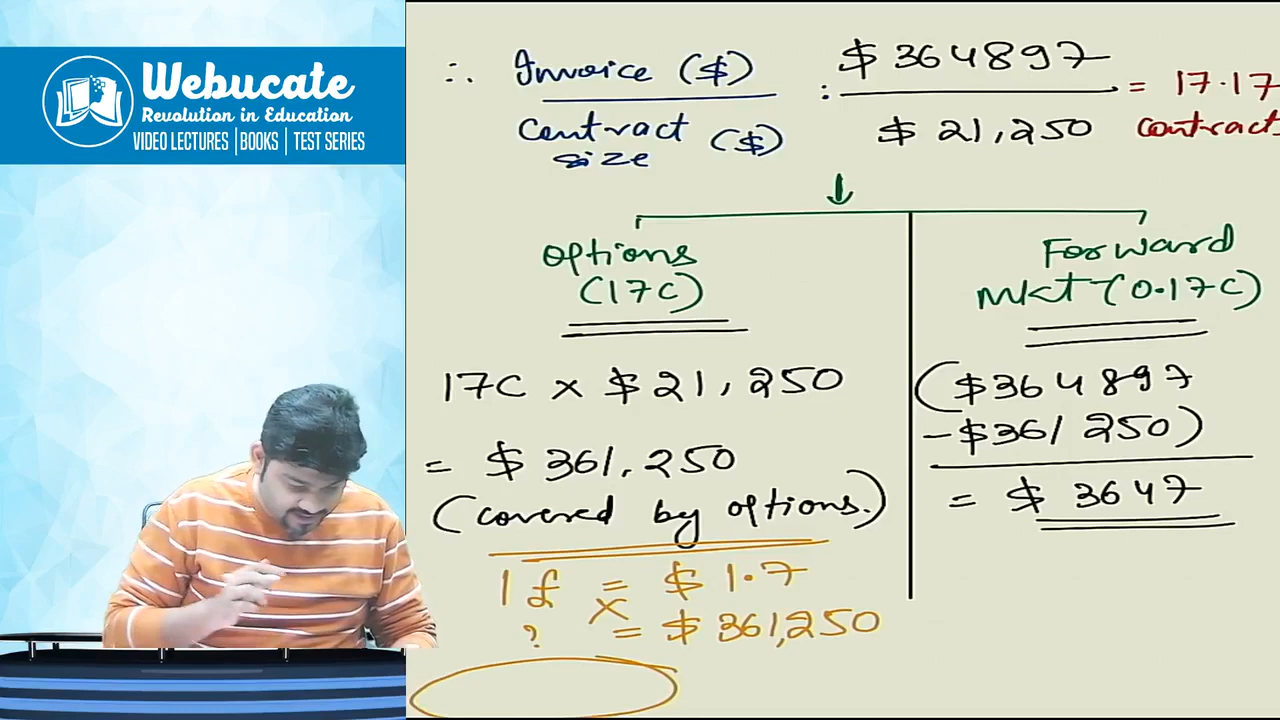 Webucate
Revolution in Education
VIDEO LECTURES | BOOKS | TEST SERIES
∴ Invoice ($) : $ 364897 = 17.17
contract size ($) $ 21,250 contract
↓
Options
(17C)
17C × $ 21,250
= $ 361,250
(covered by options.)
1 £ = $ 1.7
×
? = $ 361,250
Forward
Mkt (0.17C)
($364897
-$361 250)
= $ 3647